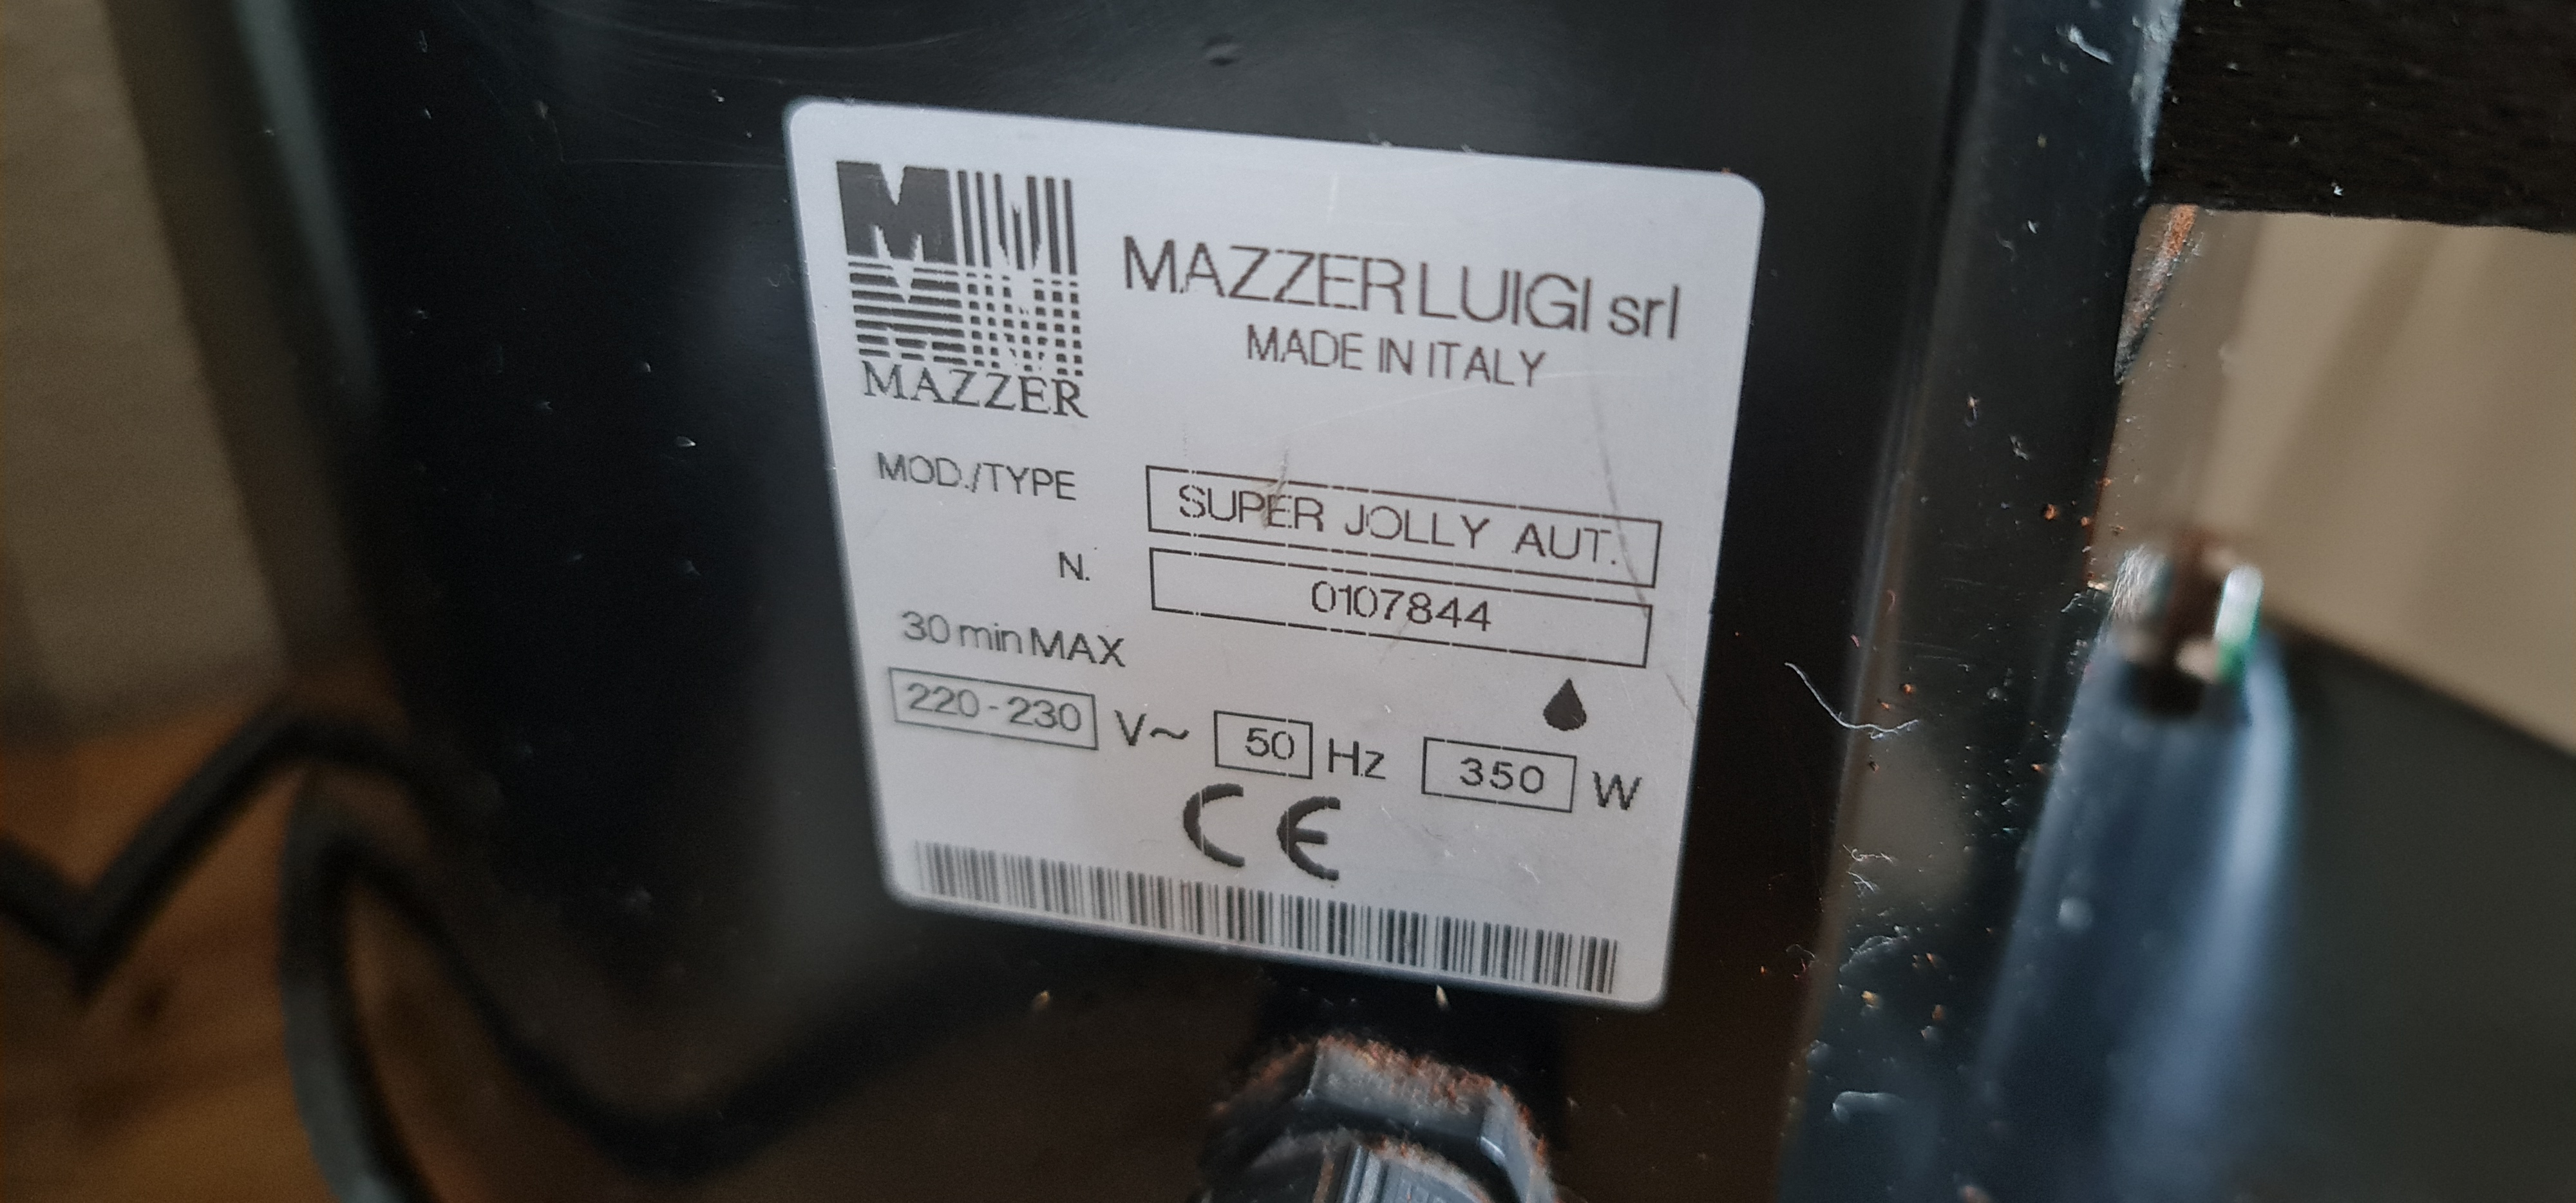 MAZZER LUIGI srl
MADE IN ITALY
MAZZER
MOD./TYPE SUPER JOLLY AUT.
N. 0107844
30 min MAX
220-230 V~ 50 Hz 350 W
CE